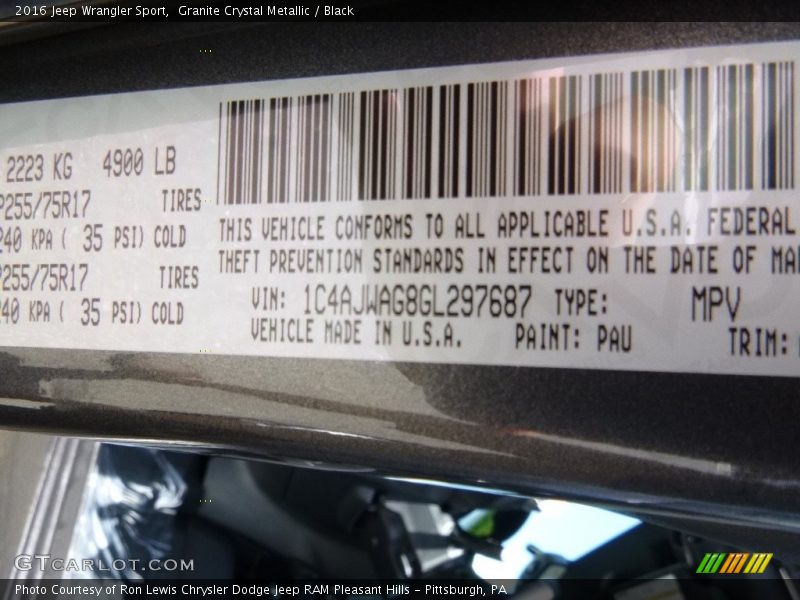 2016 Jeep Wrangler Sport,  Granite Crystal Metallic / Black
2223 KG 4900 LB
P255/75R17 TIRES
240 KPA ( 35 PSI) COLD
P255/75R17 TIRES
240 KPA ( 35 PSI) COLD
THIS VEHICLE CONFORMS TO ALL APPLICABLE U.S.A. FEDERAL
THEFT PREVENTION STANDARDS IN EFFECT ON THE DATE OF MA
VIN: 1C4AJWAG8GL297687 TYPE: MPV
VEHICLE MADE IN U.S.A. PAINT: PAU TRIM:
GTCARLOT.COM
Photo Courtesy of Ron Lewis Chrysler Dodge Jeep RAM Pleasant Hills – Pittsburgh, PA